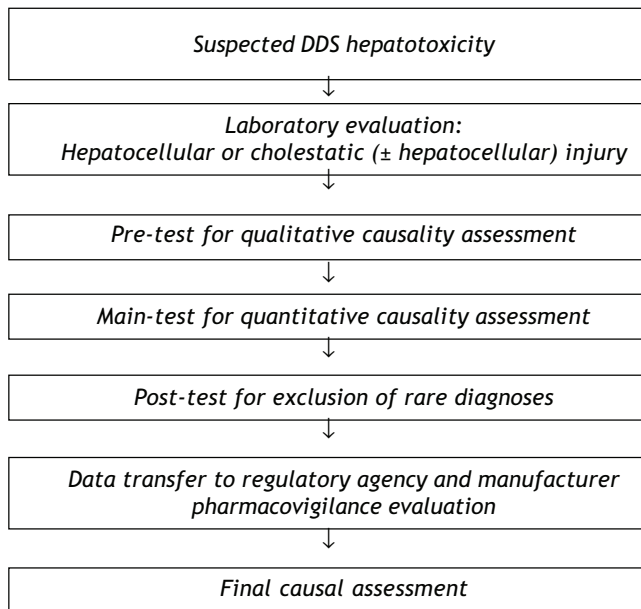 Suspected DDS hepatotoxicity
↓
Laboratory evaluation:
Hepatocellular or cholestatic (± hepatocellular) injury
↓
Pre-test for qualitative causality assessment
↓
Main-test for quantitative causality assessment
↓
Post-test for exclusion of rare diagnoses
↓
Data transfer to regulatory agency and manufacturer
pharmacovigilance evaluation
↓
Final causal assessment